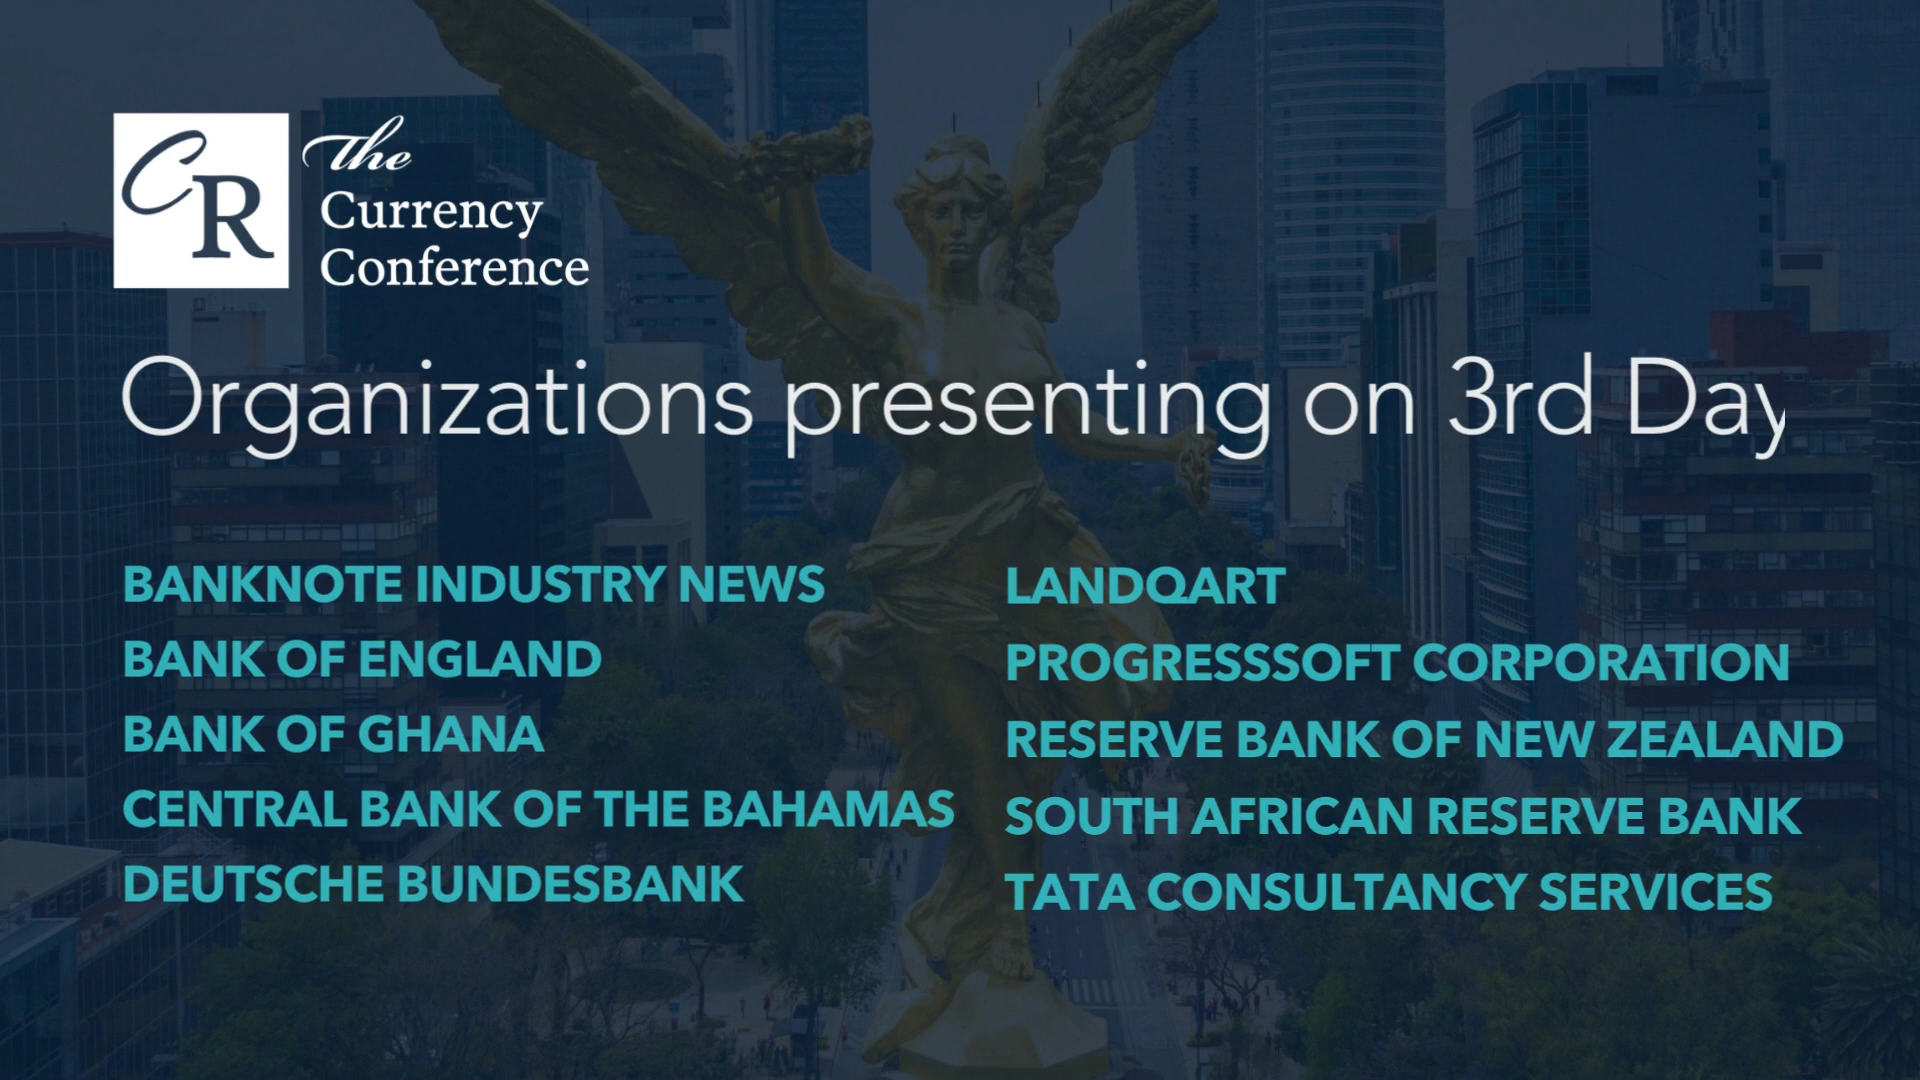 CR
The
Currency
Conference
Organizations presenting on 3rd Day
BANKNOTE INDUSTRY NEWS
BANK OF ENGLAND
BANK OF GHANA
CENTRAL BANK OF THE BAHAMAS
DEUTSCHE BUNDESBANK
LANDQART
PROGRESSSOFT CORPORATION
RESERVE BANK OF NEW ZEALAND
SOUTH AFRICAN RESERVE BANK
TATA CONSULTANCY SERVICES